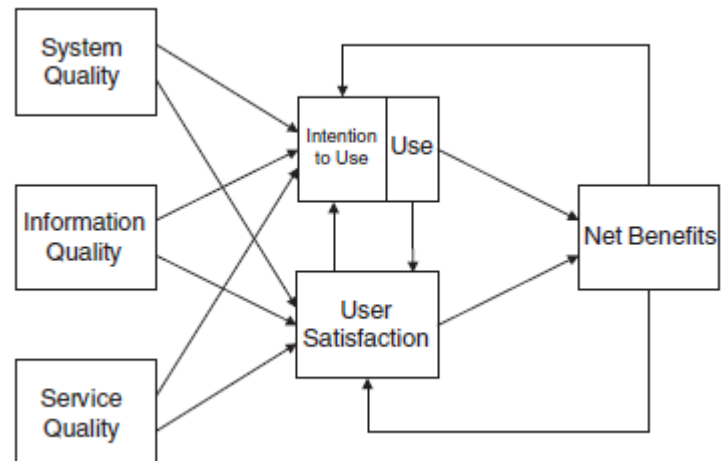 System
Quality
Intention
to Use
Use
Information
Quality
Net Benefits
User
Satisfaction
Service
Quality